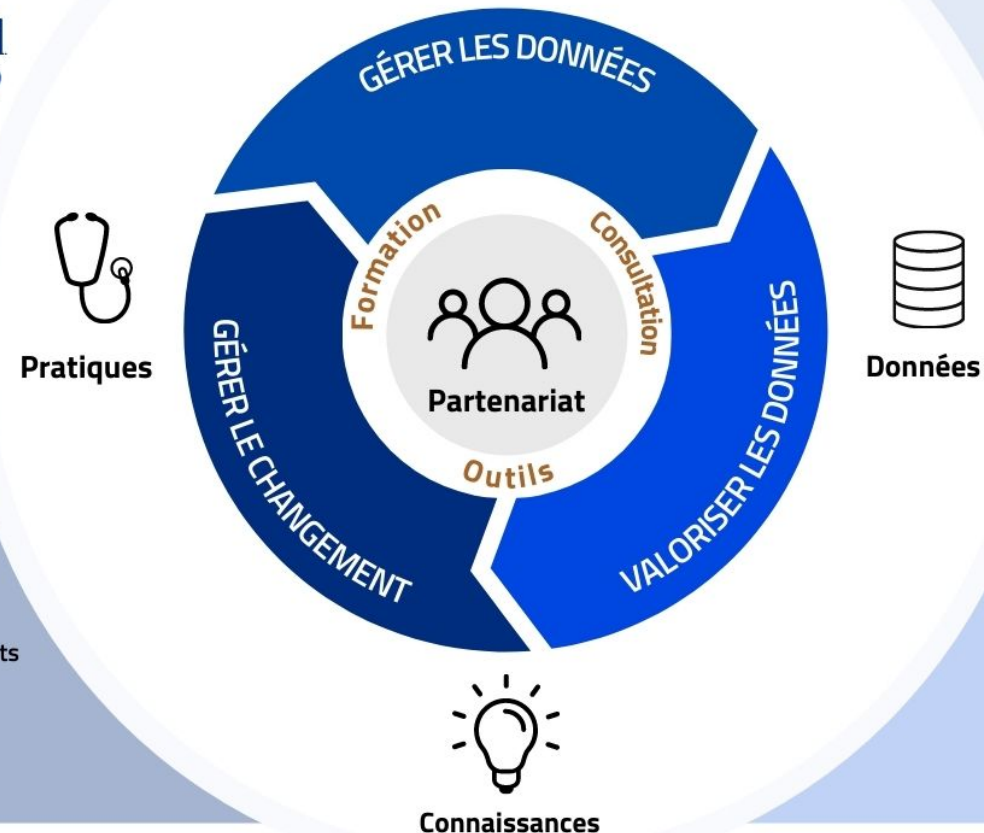 GÉRER LES DONNÉES
Formation
Consultation
Pratiques
Partenariat
Données
GÉRER LE CHANGEMENT
VALORISER LES DONNÉES
Outils
Connaissances